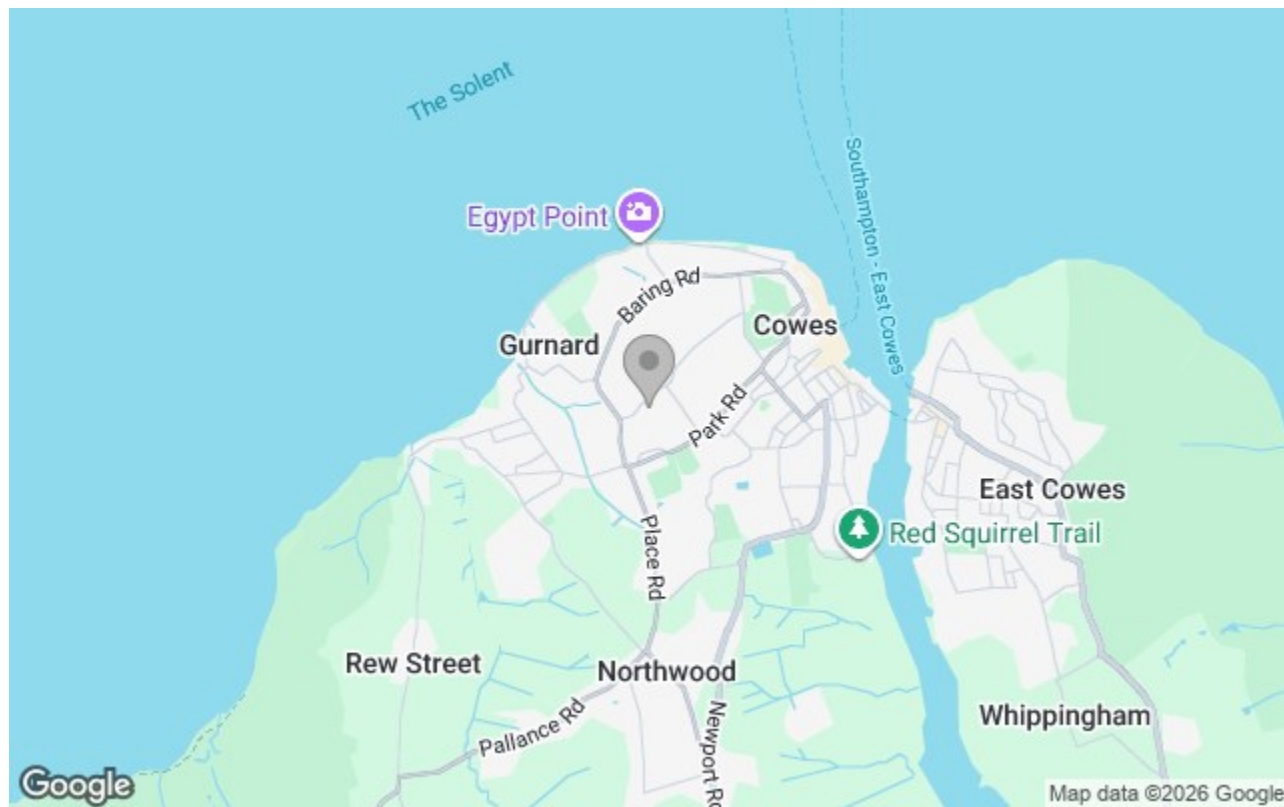 The Solent
Southampton - East Cowes
Egypt Point
Baring Rd
Cowes
Gurnard
Park Rd
East Cowes
Red Squirrel Trail
Place Rd
Rew Street
Northwood
Whippingham
Pallance Rd
Newport Rd
Google
Map data ©2026 Google